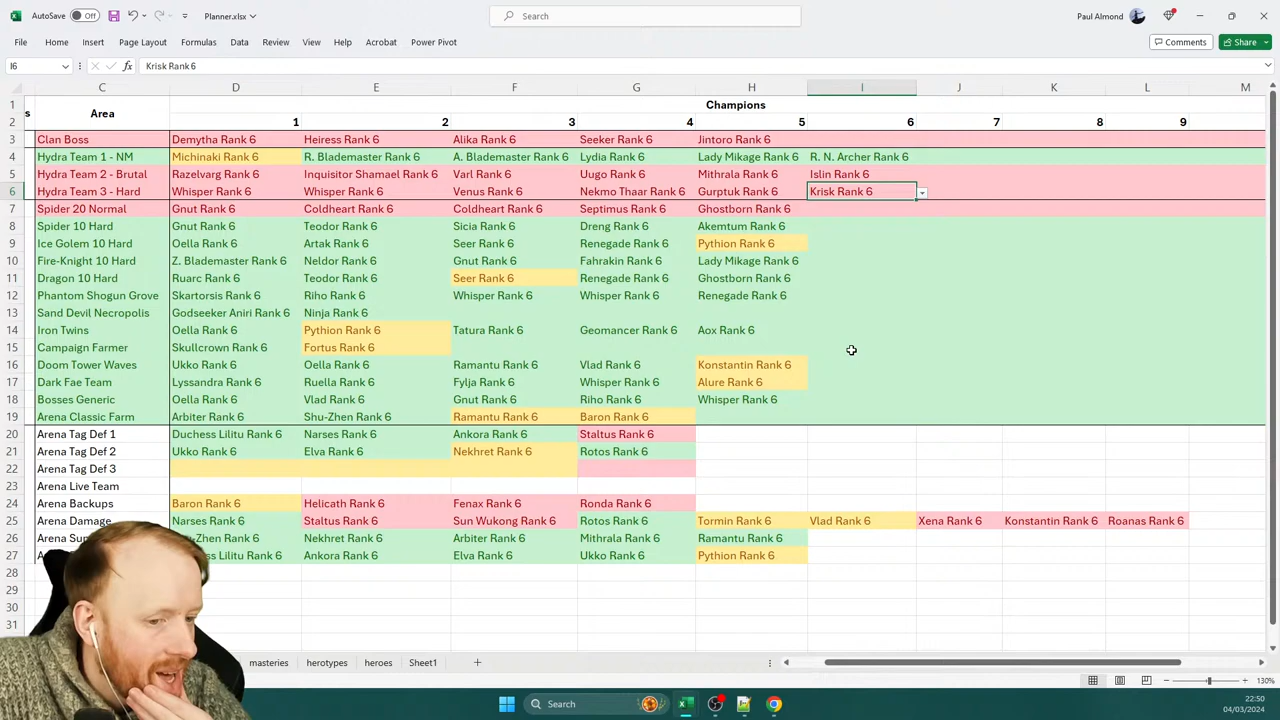 AutoSave Off Planner.xlsx Search Paul Almond
File Home Insert Page Layout Formulas Data Review View Help Acrobat Power Pivot Comments Share
I6 fx Krisk Rank 6
C D E F G H I J K L M
1 s Area Champions
2 1 2 3 4 5 6 7 8 9
3 Clan Boss Demytha Rank 6 Heiress Rank 6 Alika Rank 6 Seeker Rank 6 Jintoro Rank 6
4 Hydra Team 1 - NM Michinaki Rank 6 R. Blademaster Rank 6 A. Blademaster Rank 6 Lydia Rank 6 Lady Mikage Rank 6 R. N. Archer Rank 6
5 Hydra Team 2 - Brutal Razelvarg Rank 6 Inquisitor Shamael Rank 6 Varl Rank 6 Uugo Rank 6 Mithrala Rank 6 Islin Rank 6
6 Hydra Team 3 - Hard Whisper Rank 6 Whisper Rank 6 Venus Rank 6 Nekmo Thaar Rank 6 Gurptuk Rank 6 Krisk Rank 6
7 Spider 20 Normal Gnut Rank 6 Coldheart Rank 6 Coldheart Rank 6 Septimus Rank 6 Ghostborn Rank 6
8 Spider 10 Hard Gnut Rank 6 Teodor Rank 6 Sicia Rank 6 Dreng Rank 6 Akemtum Rank 6
9 Ice Golem 10 Hard Oella Rank 6 Artak Rank 6 Seer Rank 6 Renegade Rank 6 Pythion Rank 6
10 Fire-Knight 10 Hard Z. Blademaster Rank 6 Neldor Rank 6 Gnut Rank 6 Fahrakin Rank 6 Lady Mikage Rank 6
11 Dragon 10 Hard Ruarc Rank 6 Teodor Rank 6 Seer Rank 6 Renegade Rank 6 Ghostborn Rank 6
12 Phantom Shogun Grove Skartorsis Rank 6 Riho Rank 6 Whisper Rank 6 Whisper Rank 6 Renegade Rank 6
13 Sand Devil Necropolis Godseeker Aniri Rank 6 Ninja Rank 6
14 Iron Twins Oella Rank 6 Pythion Rank 6 Tatura Rank 6 Geomancer Rank 6 Aox Rank 6
15 Campaign Farmer Skullcrown Rank 6 Fortus Rank 6
16 Doom Tower Waves Ukko Rank 6 Oella Rank 6 Ramantu Rank 6 Vlad Rank 6 Konstantin Rank 6
17 Dark Fae Team Lyssandra Rank 6 Ruella Rank 6 Fylja Rank 6 Whisper Rank 6 Alure Rank 6
18 Bosses Generic Oella Rank 6 Vlad Rank 6 Gnut Rank 6 Riho Rank 6 Whisper Rank 6
19 Arena Classic Farm Arbiter Rank 6 Shu-Zhen Rank 6 Ramantu Rank 6 Baron Rank 6
20 Arena Tag Def 1 Duchess Lilitu Rank 6 Narses Rank 6 Ankora Rank 6 Staltus Rank 6
21 Arena Tag Def 2 Ukko Rank 6 Elva Rank 6 Nekhret Rank 6 Rotos Rank 6
22 Arena Tag Def 3
23 Arena Live Team
24 Arena Backups Baron Rank 6 Helicath Rank 6 Fenax Rank 6 Ronda Rank 6
25 Arena Damage Narses Rank 6 Staltus Rank 6 Sun Wukong Rank 6 Rotos Rank 6 Tormin Rank 6 Vlad Rank 6 Xena Rank 6 Konstantin Rank 6 Roanas Rank 6
26 Arena Zhen Rank 6 Nekhret Rank 6 Arbiter Rank 6 Mithrala Rank 6 Ramantu Rank 6
27 Lilitu Rank 6 Ankora Rank 6 Elva Rank 6 Ukko Rank 6 Pythion Rank 6
28
29
30
31
masteries herotypes heroes Sheet1
130%
Search 22:50
04/03/2024